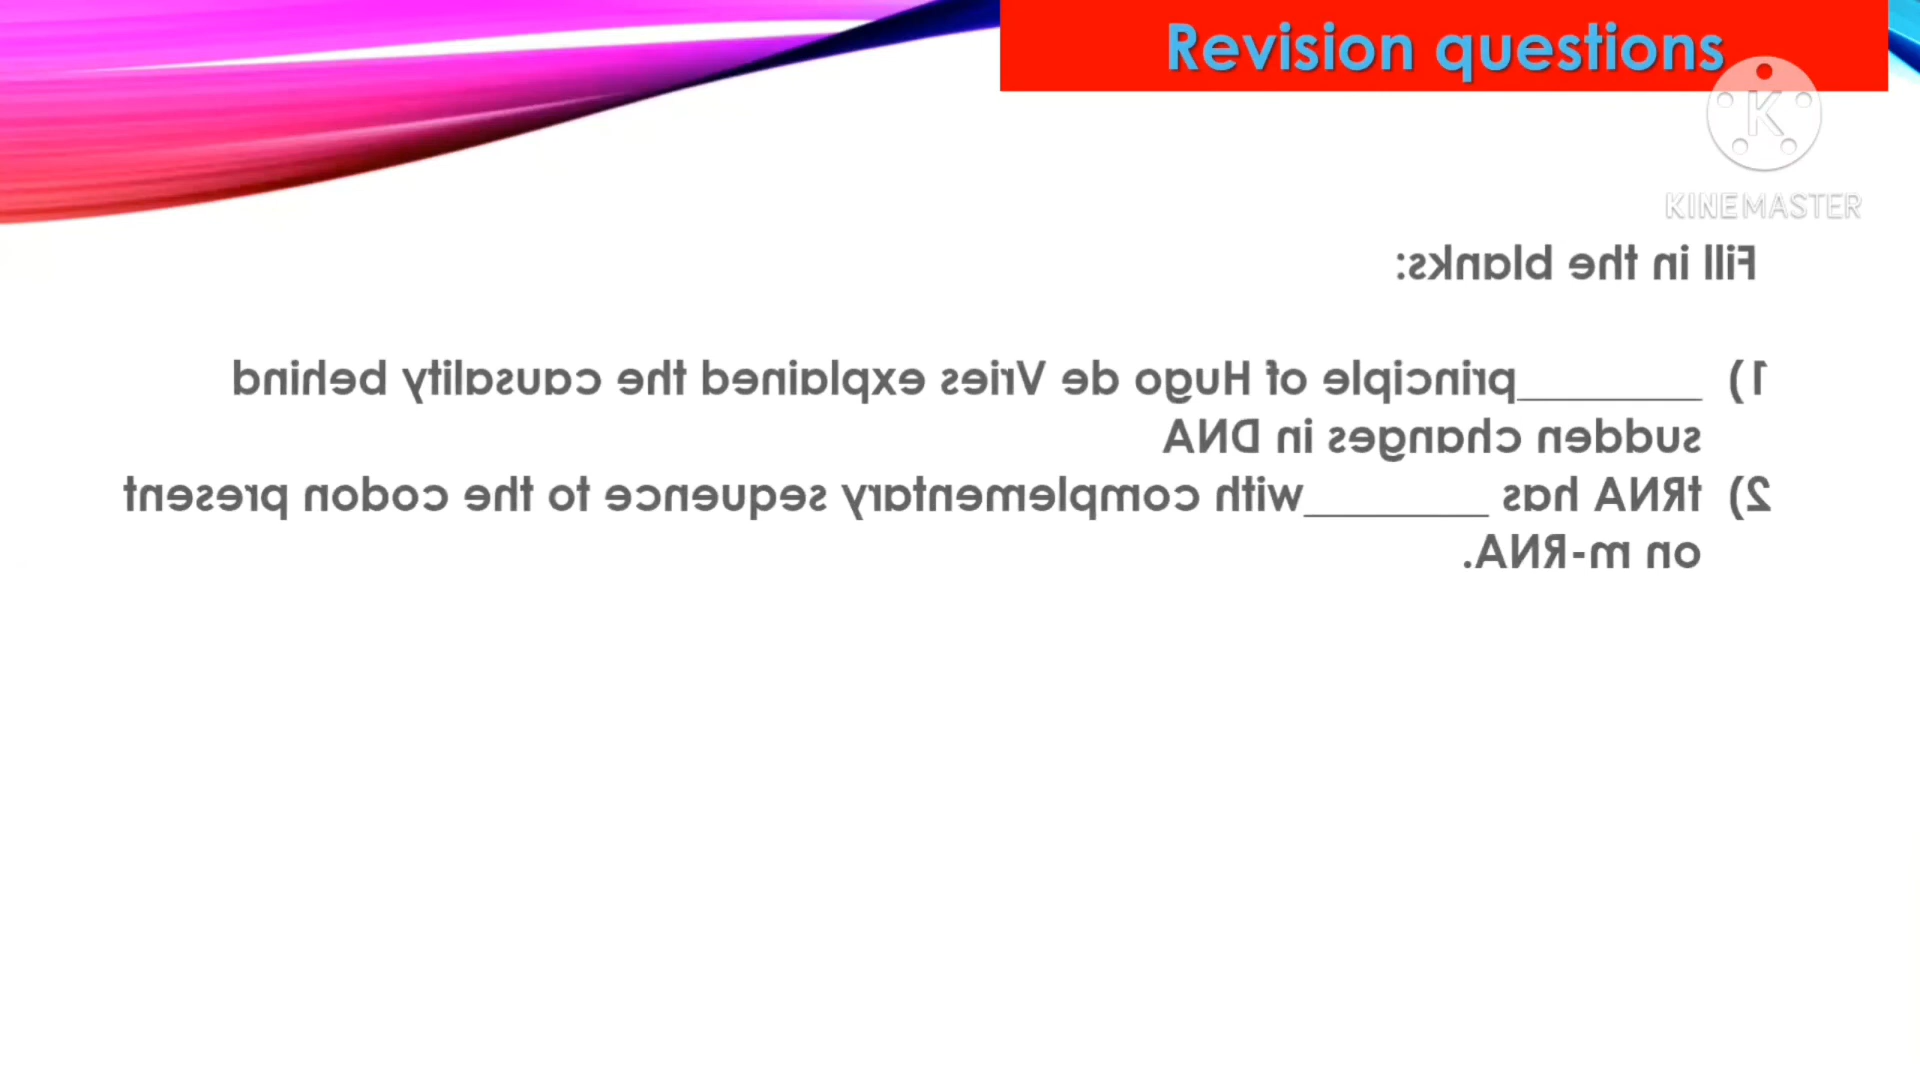 Revision questions
K
KINEMASTER
Fill in the blanks:
1) ________principle of Hugo de Vries explained the causality behind
sudden changes in DNA
2) tRNA has ________with complementary sequence to the codon present
on m-RNA.